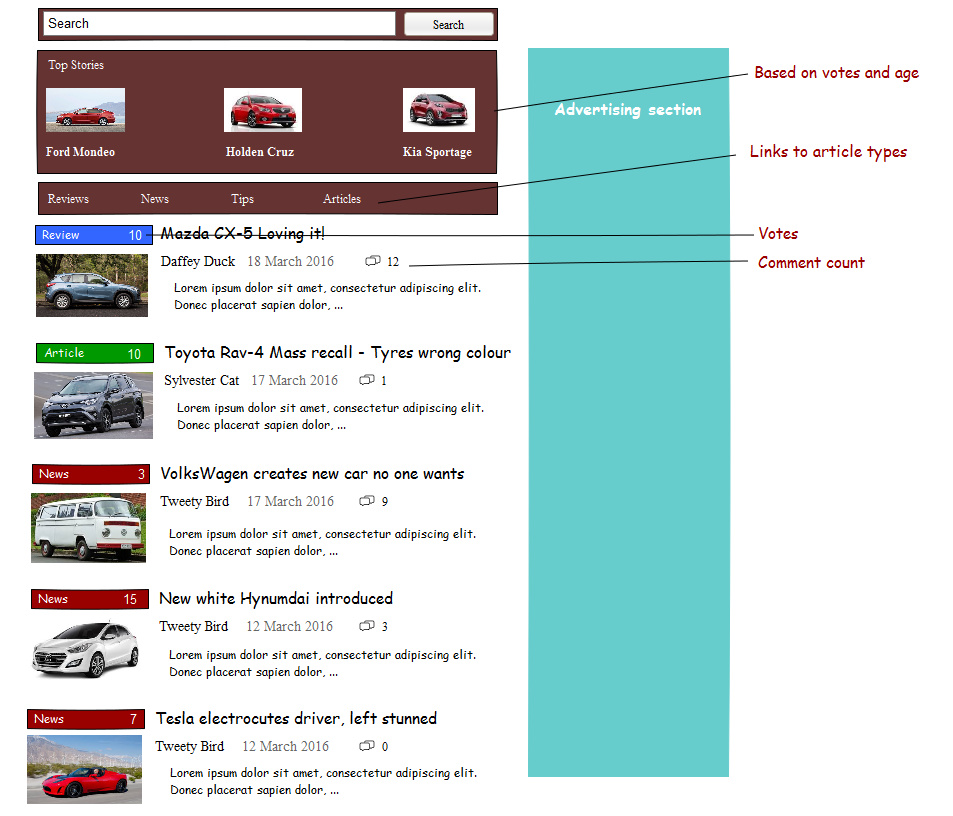 Search
Search
Top Stories
Ford Mondeo
Holden Cruz
Kia Sportage
Reviews
News
Tips
Articles
Review 10
Mazda CX-5 Loving it!
Daffey Duck 18 March 2016 12
Lorem ipsum dolor sit amet, consectetur adipiscing elit.
Donec placerat sapien dolor, ...
Article 10
Toyota Rav-4 Mass recall - Tyres wrong colour
Sylvester Cat 17 March 2016 1
Lorem ipsum dolor sit amet, consectetur adipiscing elit.
Donec placerat sapien dolor, ...
News 3
VolksWagen creates new car no one wants
Tweety Bird 17 March 2016 9
Lorem ipsum dolor sit amet, consectetur adipiscing elit.
Donec placerat sapien dolor, ...
News 15
New white Hynumdai introduced
Tweety Bird 12 March 2016 3
Lorem ipsum dolor sit amet, consectetur adipiscing elit.
Donec placerat sapien dolor, ...
News 7
Tesla electrocutes driver, left stunned
Tweety Bird 12 March 2016 0
Lorem ipsum dolor sit amet, consectetur adipiscing elit.
Donec placerat sapien dolor, ...
Advertising section
Based on votes and age
Links to article types
Votes
Comment count